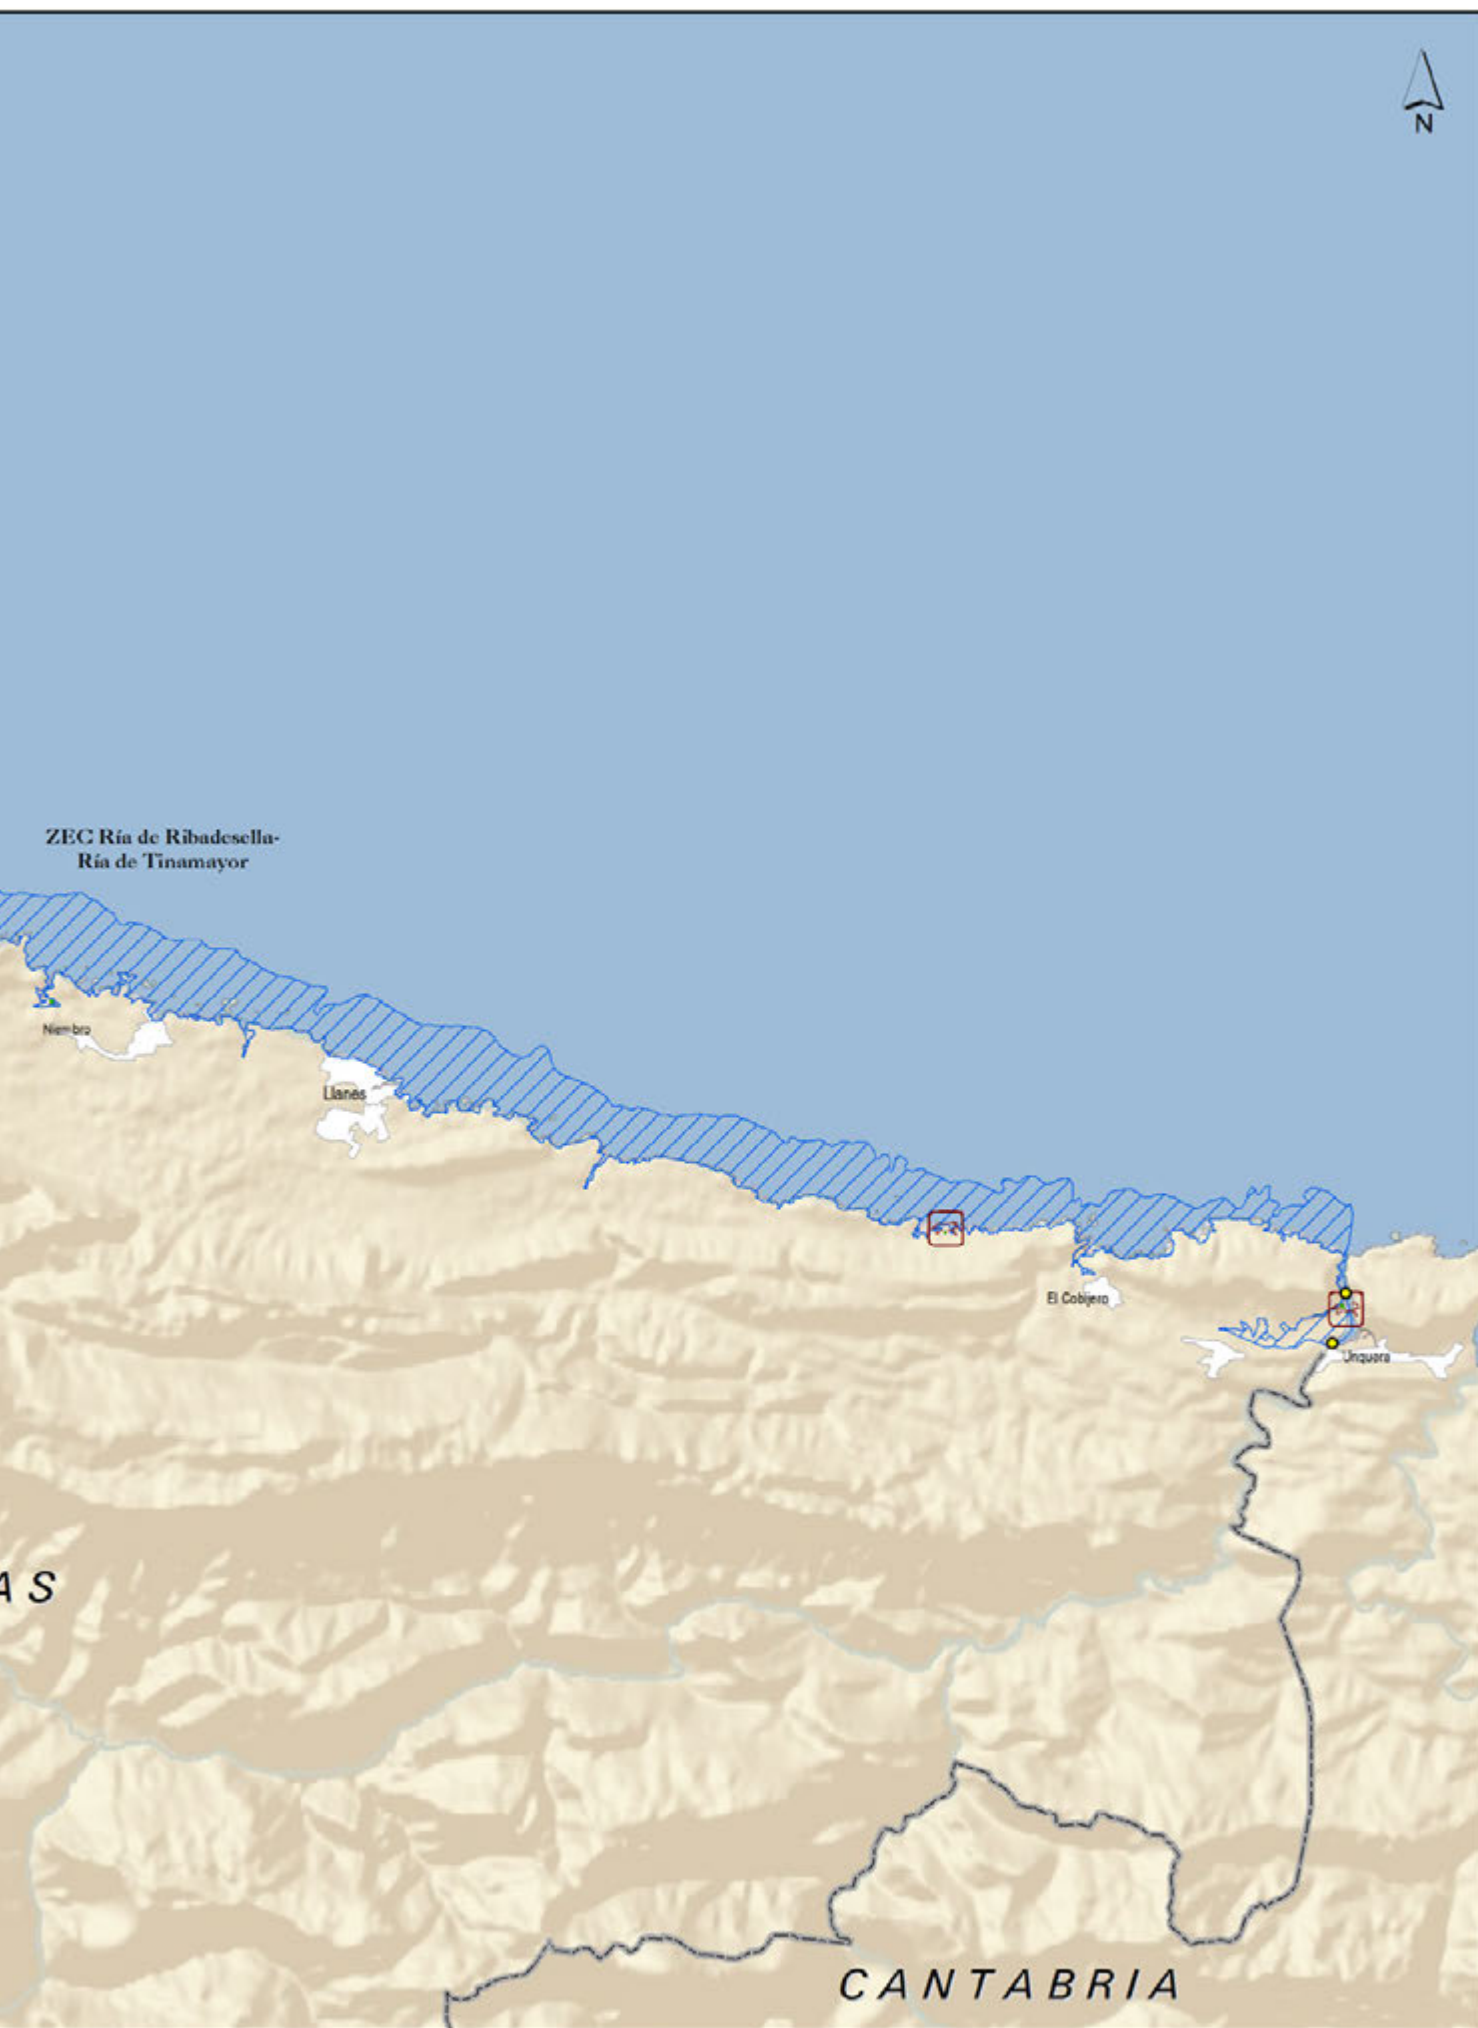 N
ZEC Ría de Ribadesella-
Ría de Tinamayor
Niembro
Llanes
El Cobijero
Unquera
AS
CANTABRIA